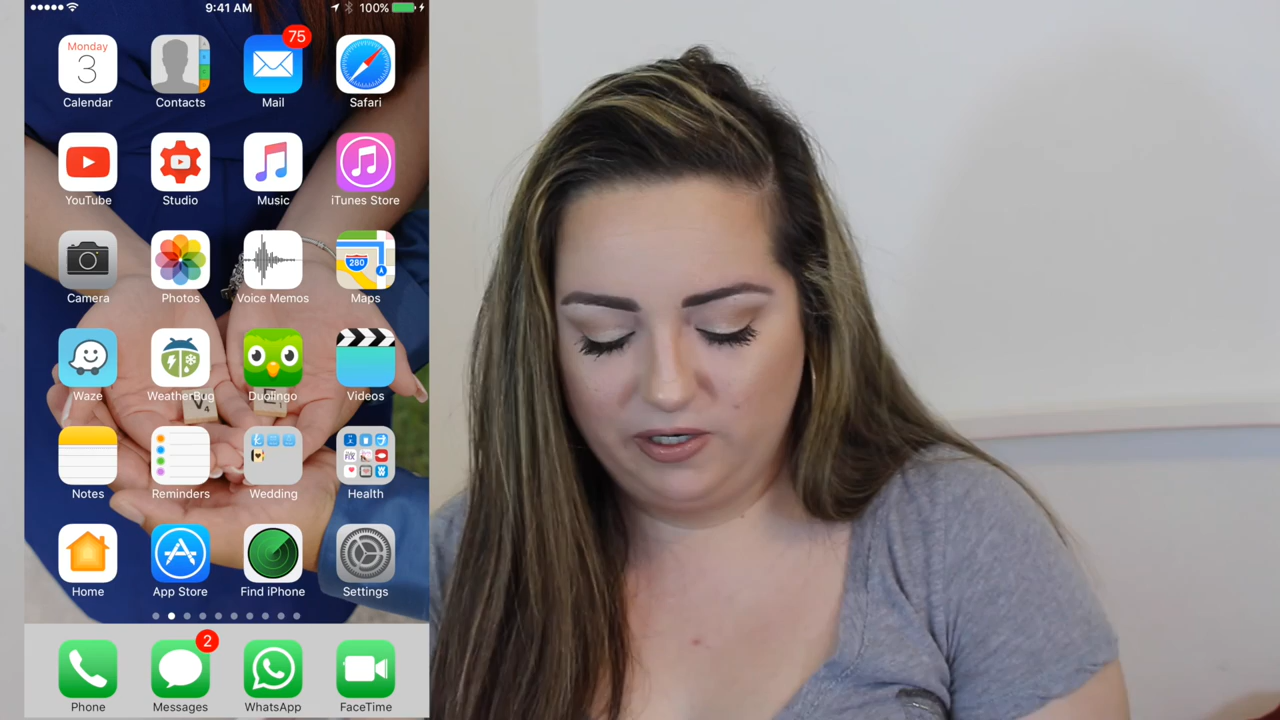 9:41 AM 100%
Monday 75
3
Calendar Contacts Mail Safari
YouTube Studio Music iTunes Store
280
Camera Photos Voice Memos Maps
Waze WeatherBug Duolingo Videos
V4 E
Notes Reminders Wedding Health
Home App Store Find iPhone Settings
2
Phone Messages WhatsApp FaceTime